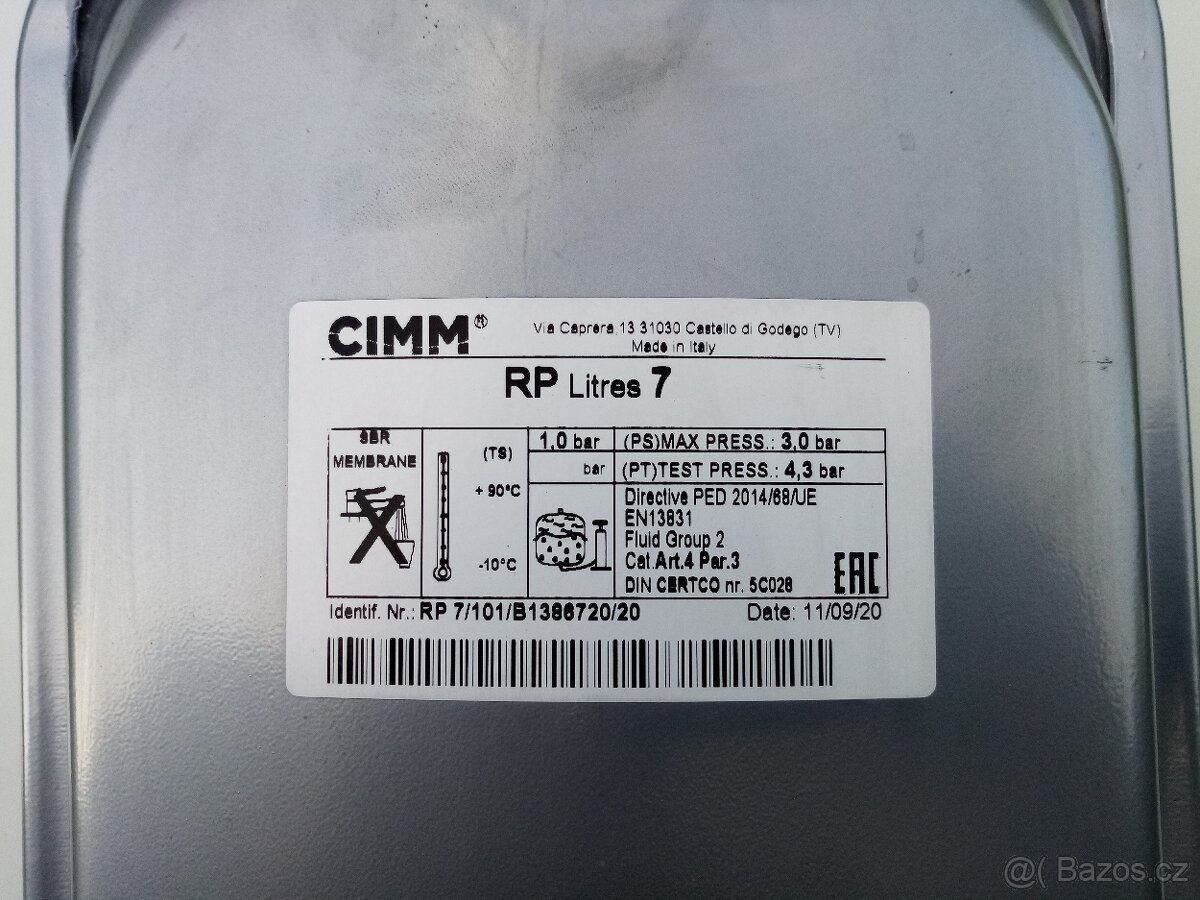 CIMM®
Via Caprera, 13 31030 Castello di Godego (TV)
Made in Italy
RP Litres 7
SBR
MEMBRANE
(TS)
+ 90°C
-10°C
1,0 bar
bar
(PS)MAX PRESS.: 3,0 bar
(PT)TEST PRESS.: 4,3 bar
Directive PED 2014/68/UE
EN13831
Fluid Group 2
Cat.Art.4 Par.3
DIN CERTCO nr. 5C028
EAC
Identif. Nr.: RP 7/101/B1386720/20
Date: 11/09/20
@( Bazos.cz